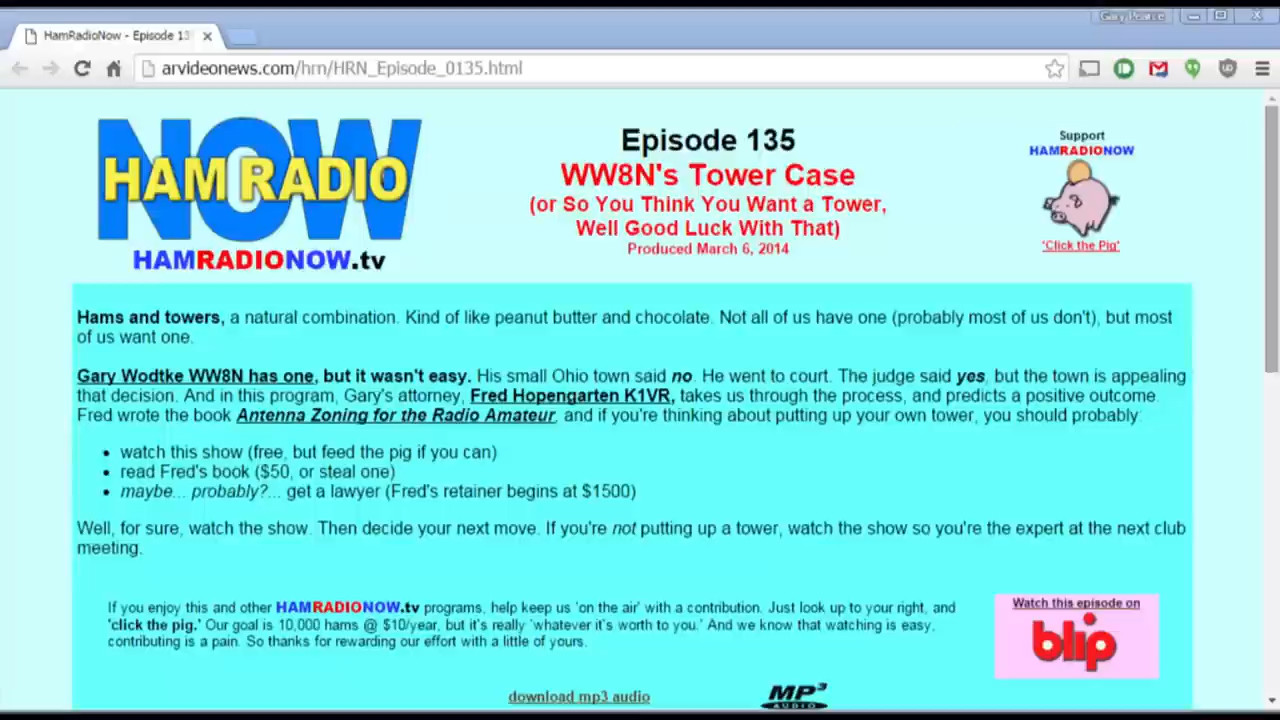 Gary Pearce
HamRadioNow - Episode 13
arvideonews.com/hrn/HRN_Episode_0135.html
NOW
HAM RADIO
HAMRADIONOW.tv
Episode 135
WW8N's Tower Case
(or So You Think You Want a Tower,
Well Good Luck With That)
Produced March 6, 2014
Support
HAMRADIONOW
'Click the Pig'
Hams and towers, a natural combination. Kind of like peanut butter and chocolate. Not all of us have one (probably most of us don't), but most
of us want one.
Gary Wodtke WW8N has one, but it wasn't easy. His small Ohio town said no. He went to court. The judge said yes, but the town is appealing
that decision. And in this program, Gary's attorney, Fred Hopengarten K1VR, takes us through the process, and predicts a positive outcome.
Fred wrote the book Antenna Zoning for the Radio Amateur, and if you're thinking about putting up your own tower, you should probably:
• watch this show (free, but feed the pig if you can)
• read Fred's book ($50, or steal one)
• maybe... probably?... get a lawyer (Fred's retainer begins at $1500)
Well, for sure, watch the show. Then decide your next move. If you're not putting up a tower, watch the show so you're the expert at the next club
meeting.
If you enjoy this and other HAMRADIONOW.tv programs, help keep us 'on the air' with a contribution. Just look up to your right, and
'click the pig.' Our goal is 10,000 hams @ $10/year, but it's really 'whatever it's worth to you.' And we know that watching is easy,
contributing is a pain. So thanks for rewarding our effort with a little of yours.
Watch this episode on
blip
download mp3 audio
MP3
AUDIO